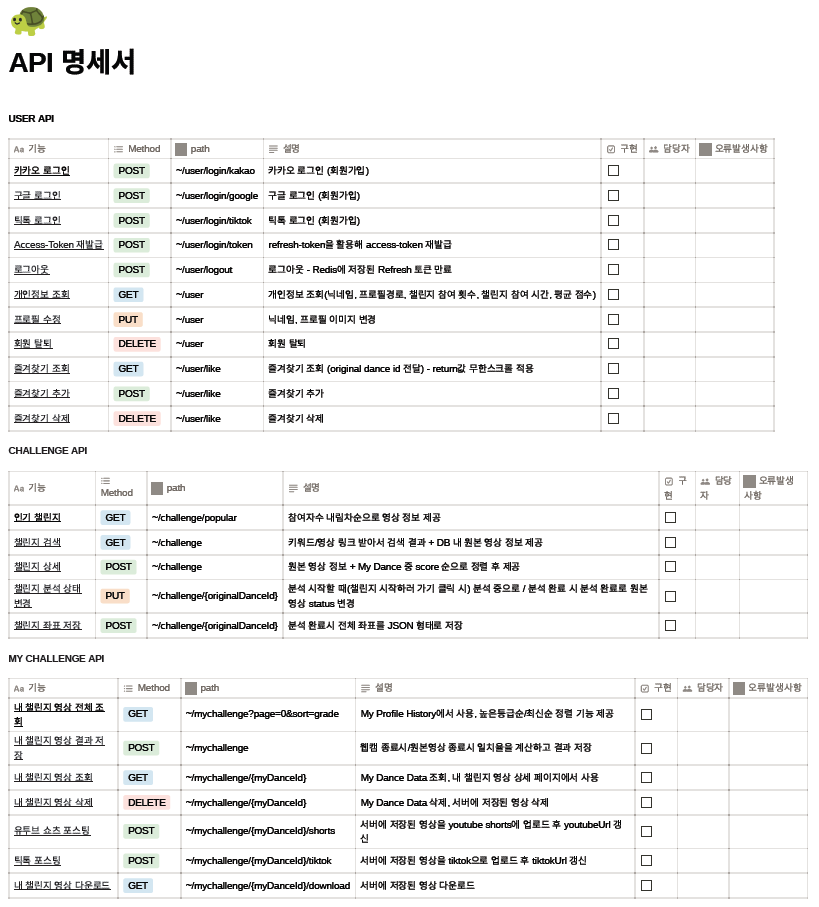 API 명세서
USER API
Aa 기능 Method path 설명 구현 담당자 오류발생사항
카카오 로그인 POST ~/user/login/kakao 카카오 로그인 (회원가입)
구글 로그인 POST ~/user/login/google 구글 로그인 (회원가입)
틱톡 로그인 POST ~/user/login/tiktok 틱톡 로그인 (회원가입)
Access-Token 재발급 POST ~/user/login/token refresh-token을 활용해 access-token 재발급
로그아웃 POST ~/user/logout 로그아웃 - Redis에 저장된 Refresh 토큰 만료
개인정보 조회 GET ~/user 개인정보 조회(닉네임, 프로필경로, 챌린지 참여 횟수, 챌린지 참여 시간, 평균 점수)
프로필 수정 PUT ~/user 닉네임, 프로필 이미지 변경
회원 탈퇴 DELETE ~/user 회원 탈퇴
즐겨찾기 조회 GET ~/user/like 즐겨찾기 조회 (original dance id 전달) - return값 무한스크롤 적용
즐겨찾기 추가 POST ~/user/like 즐겨찾기 추가
즐겨찾기 삭제 DELETE ~/user/like 즐겨찾기 삭제
CHALLENGE API
Aa 기능 Method path 설명 구
현 담당
자 오류발생
사항
인기 챌린지 GET ~/challenge/popular 참여자수 내림차순으로 영상 정보 제공
챌린지 검색 GET ~/challenge 키워드/영상 링크 받아서 검색 결과 + DB 내 원본 영상 정보 제공
챌린지 상세 POST ~/challenge 원본 영상 정보 + My Dance 중 score 순으로 정렬 후 제공
챌린지 분석 상태
변경 PUT ~/challenge/{originalDanceId} 분석 시작할 때(챌린지 시작하러 가기 클릭 시) 분석 중으로 / 분석 완료 시 분석 완료로 원본
영상 status 변경
챌린지 좌표 저장 POST ~/challenge/{originalDanceId} 분석 완료시 전체 좌표를 JSON 형태로 저장
MY CHALLENGE API
Aa 기능 Method path 설명 구현 담당자 오류발생사항
내 챌린지 영상 전체 조
회 GET ~/mychallenge?page=0&sort=grade My Profile History에서 사용, 높은등급순/최신순 정렬 기능 제공
내 챌린지 영상 결과 저
장 POST ~/mychallenge 웹캠 종료시/원본영상 종료시 일치율을 계산하고 결과 저장
내 챌린지 영상 조회 GET ~/mychallenge/{myDanceId} My Dance Data 조회, 내 챌린지 영상 상세 페이지에서 사용
내 챌린지 영상 삭제 DELETE ~/mychallenge/{myDanceId} My Dance Data 삭제, 서버에 저장된 영상 삭제
유투브 쇼츠 포스팅 POST ~/mychallenge/{myDanceId}/shorts 서버에 저장된 영상을 youtube shorts에 업로드 후 youtubeUrl 갱
신
틱톡 포스팅 POST ~/mychallenge/{myDanceId}/tiktok 서버에 저장된 영상을 tiktok으로 업로드 후 tiktokUrl 갱신
내 챌린지 영상 다운로드 GET ~/mychallenge/{myDanceId}/download 서버에 저장된 영상 다운로드